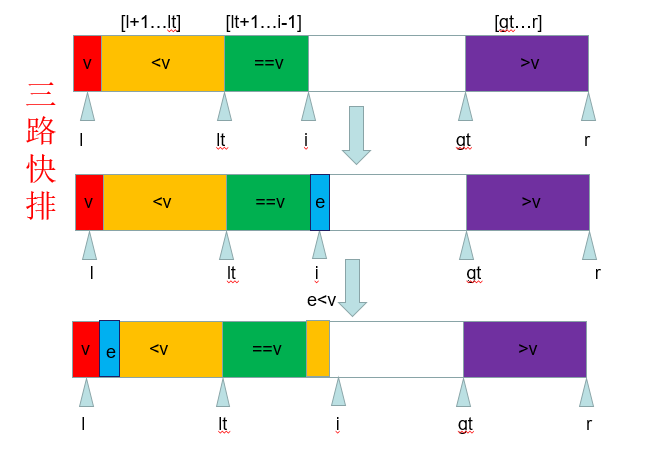 [l+1…lt] [lt+1…i-1] [gt…r]
v <v ==v >v
l lt i gt r
三路快排
v <v ==v e >v
l lt i gt r
e<v
v e <v ==v >v
l lt i gt r